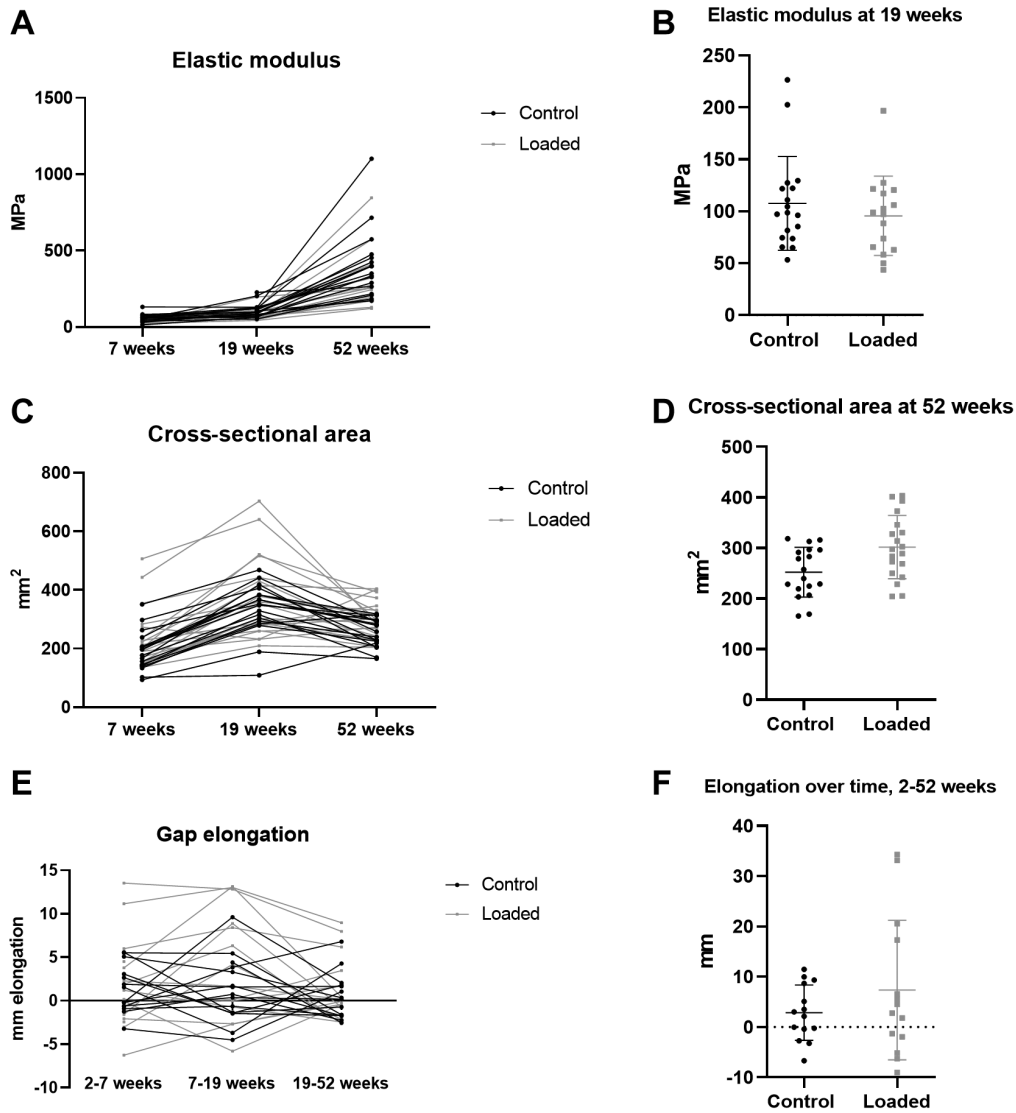 A
Elastic modulus
1500
1000
500
0
MPa
7 weeks 19 weeks 52 weeks
Control
Loaded
B Elastic modulus at 19 weeks
250
200
150
100
50
0
MPa
Control Loaded
C
Cross-sectional area
800
600
400
200
0
mm²
7 weeks 19 weeks 52 weeks
Control
Loaded
D Cross-sectional area at 52 weeks
500
400
300
200
100
0
mm²
Control Loaded
E
Gap elongation
15
10
5
0
-5
-10
mm elongation
2-7 weeks 7-19 weeks 19-52 weeks
Control
Loaded
F
Elongation over time, 2-52 weeks
40
30
20
10
0
-10
mm
Control Loaded